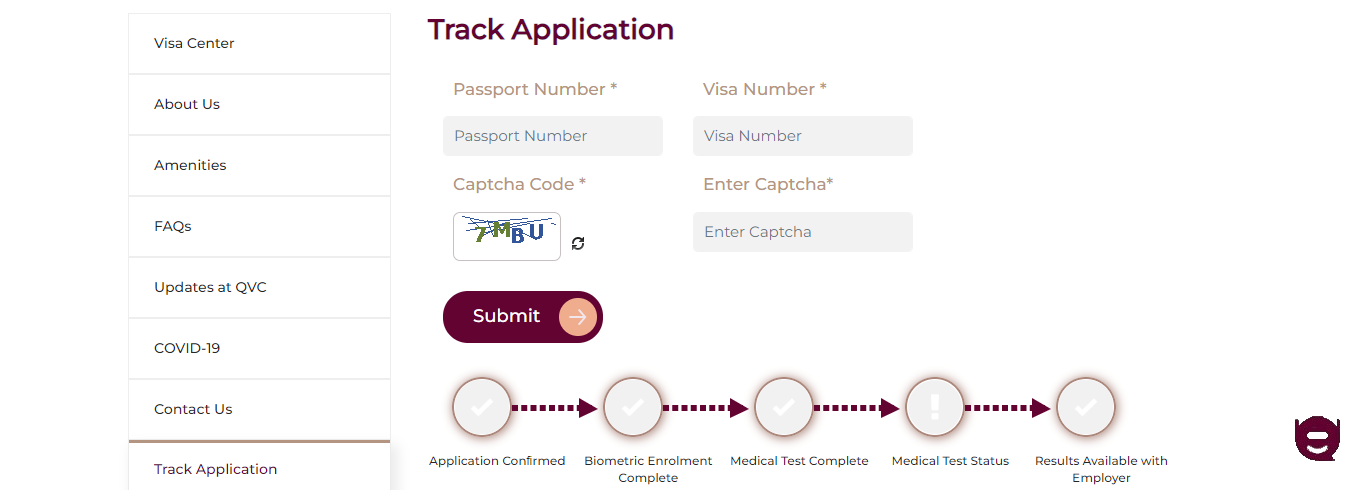 Visa Center
About Us
Amenities
FAQs
Updates at QVC
COVID-19
Contact Us
Track Application
Track Application
Passport Number *
Visa Number *
Passport Number
Visa Number
Captcha Code *
Enter Captcha*
7MBU
Enter Captcha
Submit
Application Confirmed
Biometric Enrolment
Complete
Medical Test Complete
Medical Test Status
Results Available with
Employer